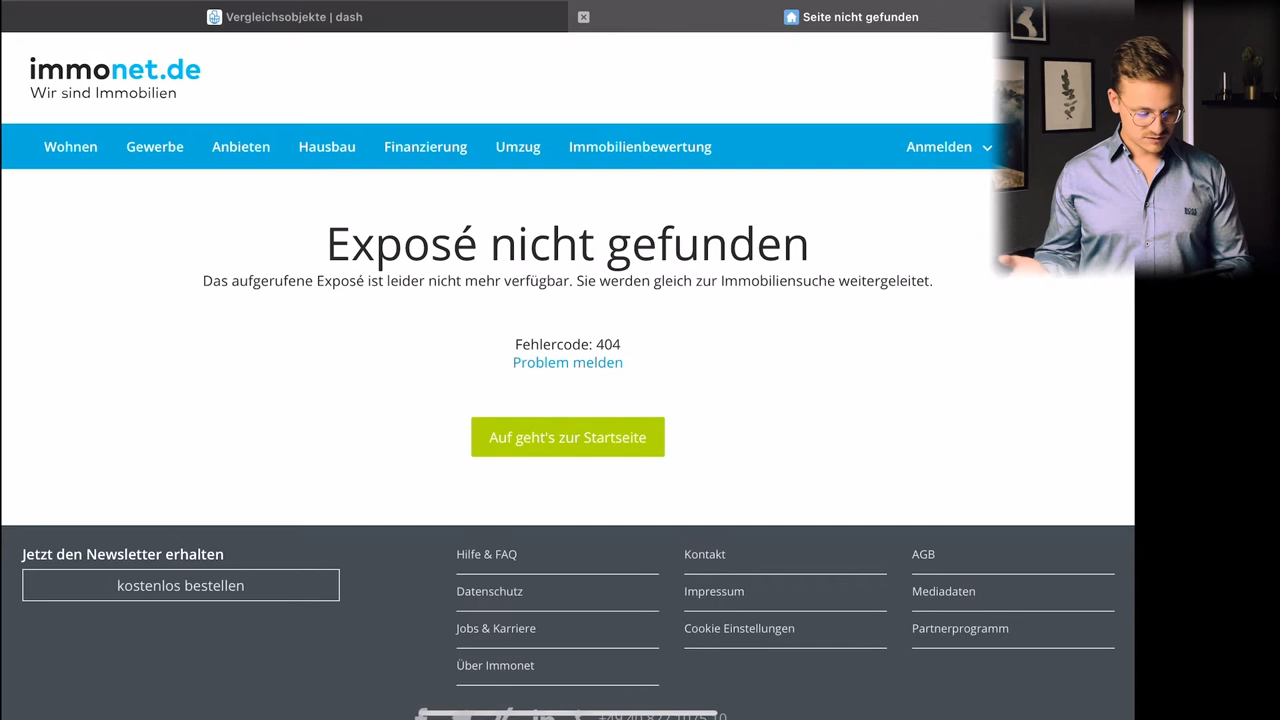 Vergleichsobjekte | dash
Seite nicht gefunden
immonet.de
Wir sind Immobilien
Wohnen
Gewerbe
Anbieten
Hausbau
Finanzierung
Umzug
Immobilienbewertung
Anmelden
BOSS
Exposé nicht gefunden
Das aufgerufene Exposé ist leider nicht mehr verfügbar. Sie werden gleich zur Immobiliensuche weitergeleitet.
Fehlercode: 404
Problem melden
Auf geht's zur Startseite
Jetzt den Newsletter erhalten
kostenlos bestellen
Hilfe & FAQ
Datenschutz
Jobs & Karriere
Über Immonet
Kontakt
Impressum
Cookie Einstellungen
AGB
Mediadaten
Partnerprogramm